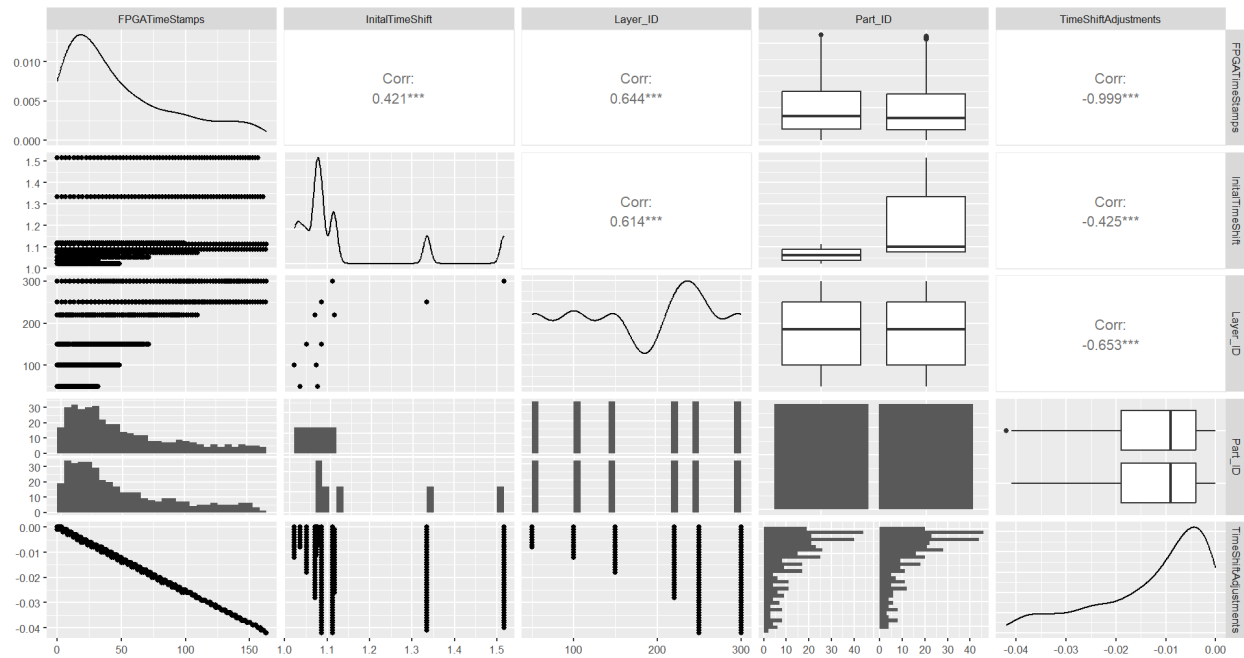 FPGATimeStamps
InitalTimeShift
Layer_ID
Part_ID
TimeShiftAdjustments
0.010
0.005
0.000
Corr:
0.421***
Corr:
0.644***
Corr:
-0.999***
FPGATimeStamps
1.5
1.4
1.3
1.2
1.1
1.0
Corr:
0.614***
Corr:
-0.425***
InitalTimeShift
300
200
100
Corr:
-0.653***
Layer_ID
30
20
10
0
30
20
10
0
Part_ID
0.00
-0.01
-0.02
-0.03
-0.04
TimeShiftAdjustments
0 50 100 150
1.0 1.1 1.2 1.3 1.4 1.5
100 200 300
0 10 20 30 40 0 10 20 30 40
-0.04 -0.03 -0.02 -0.01 0.00